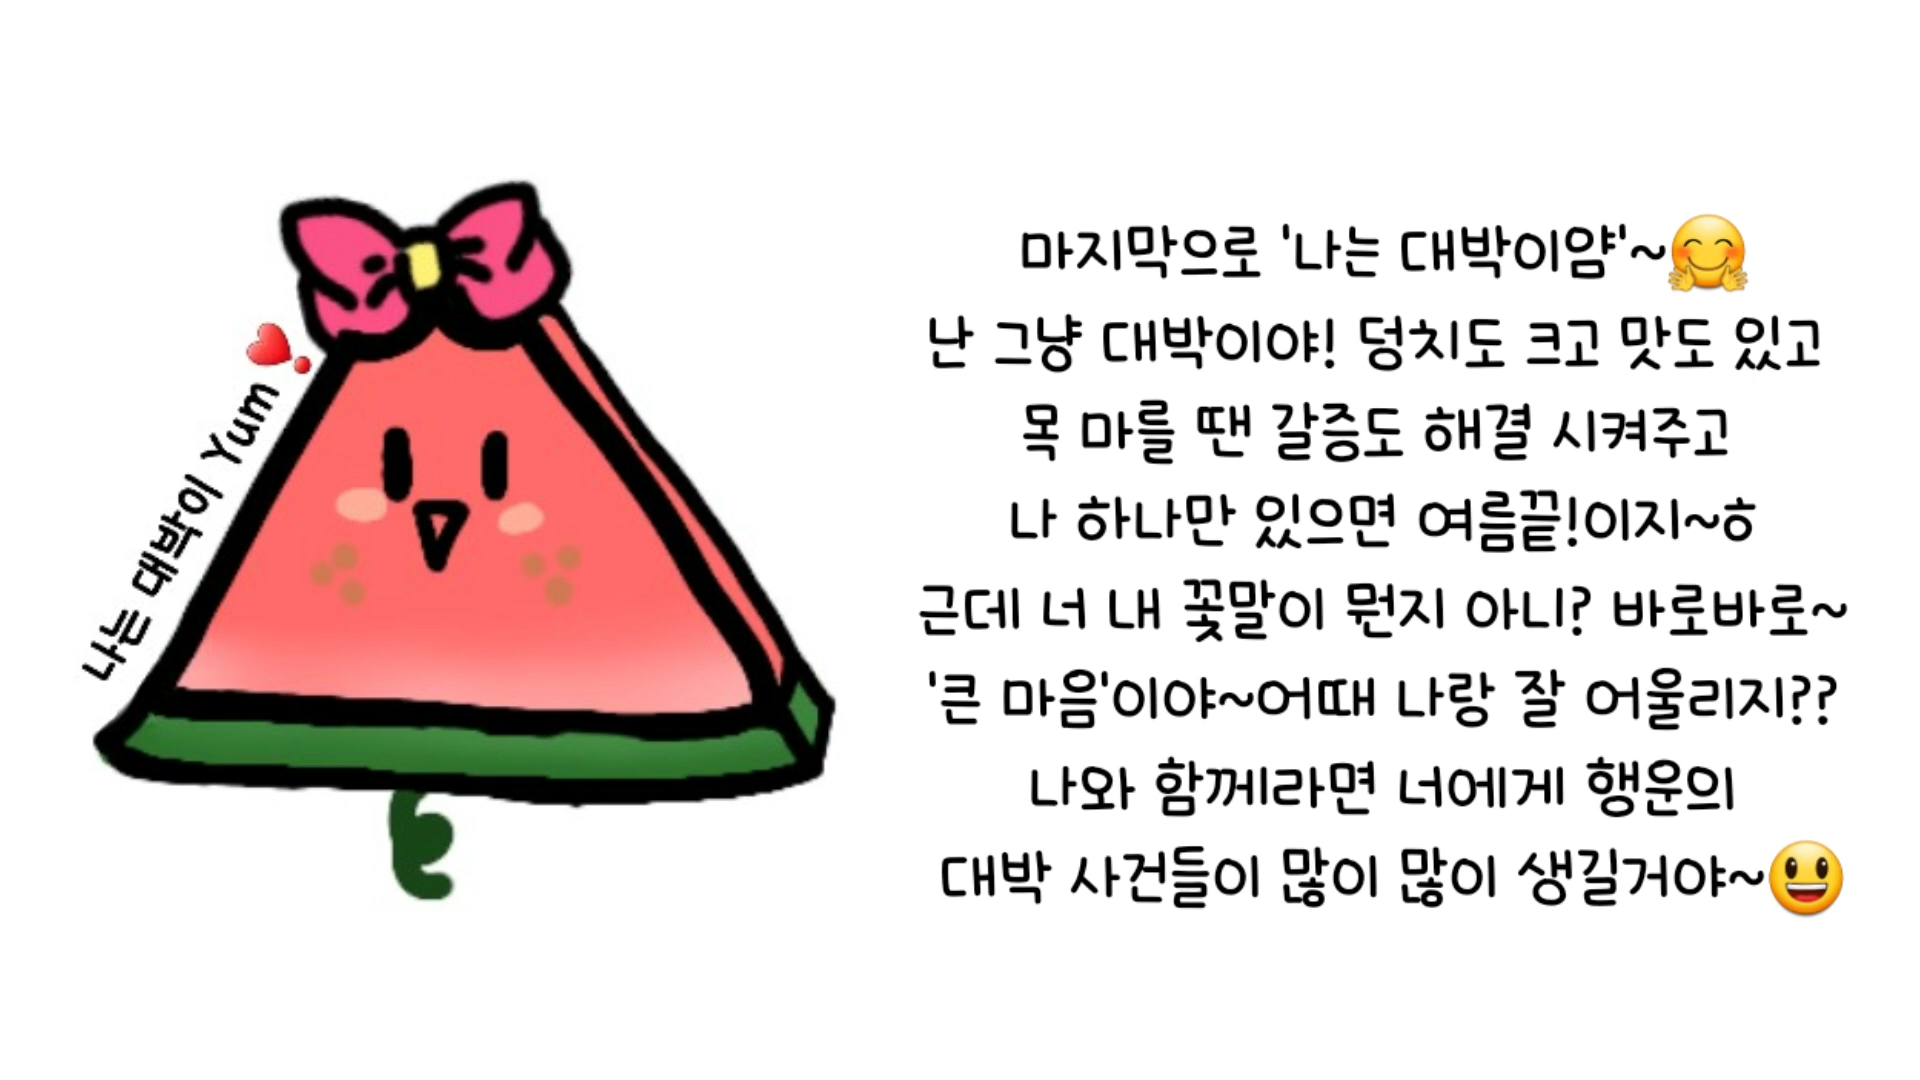 나는 대박이 Yum
마지막으로 '나는 대박이얌'~🤗
난 그냥 대박이야! 덩치도 크고 맛도 있고
목 마를 땐 갈증도 해결 시켜주고
나 하나만 있으면 여름끝!이지~ㅎ
근데 너 내 꽃말이 뭔지 아니? 바로바로~
'큰 마음'이야~어때 나랑 잘 어울리지??
나와 함께라면 너에게 행운의
대박 사건들이 많이 많이 생길거야~😃